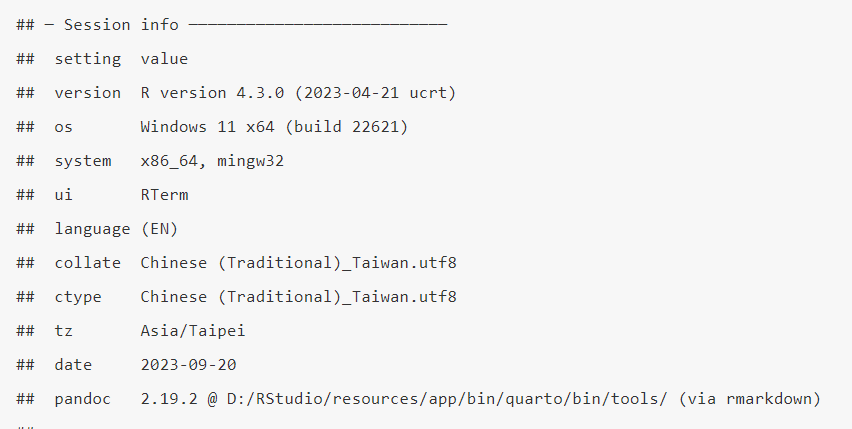 ## ─ Session info ───────────────────────────
##  setting  value
##  version  R version 4.3.0 (2023-04-21 ucrt)
##  os       Windows 11 x64 (build 22621)
##  system   x86_64, mingw32
##  ui       RTerm
##  language (EN)
##  collate  Chinese (Traditional)_Taiwan.utf8
##  ctype    Chinese (Traditional)_Taiwan.utf8
##  tz       Asia/Taipei
##  date     2023-09-20
##  pandoc   2.19.2 @ D:/RStudio/resources/app/bin/quarto/bin/tools/ (via rmarkdown)
##